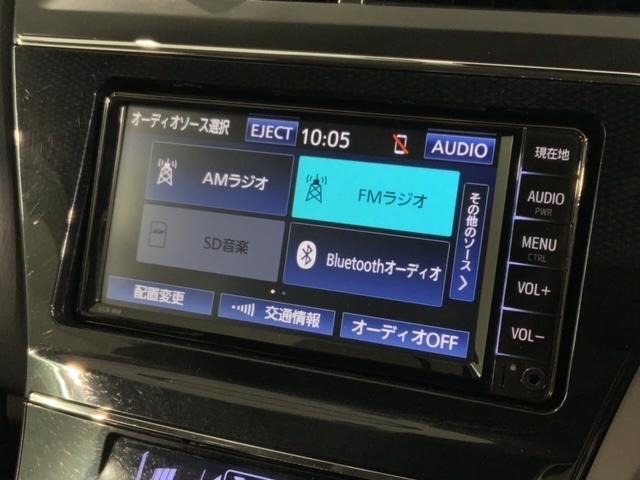 オーディオソース選択
EJECT
10:05
AUDIO
AMラジオ
FMラジオ
SD音楽
Bluetoothオーディオ
その他のソース
配置変更
交通情報
オーディオOFF
現在地
AUDIO
PWR
MENU
CTRL
VOL+
VOL−